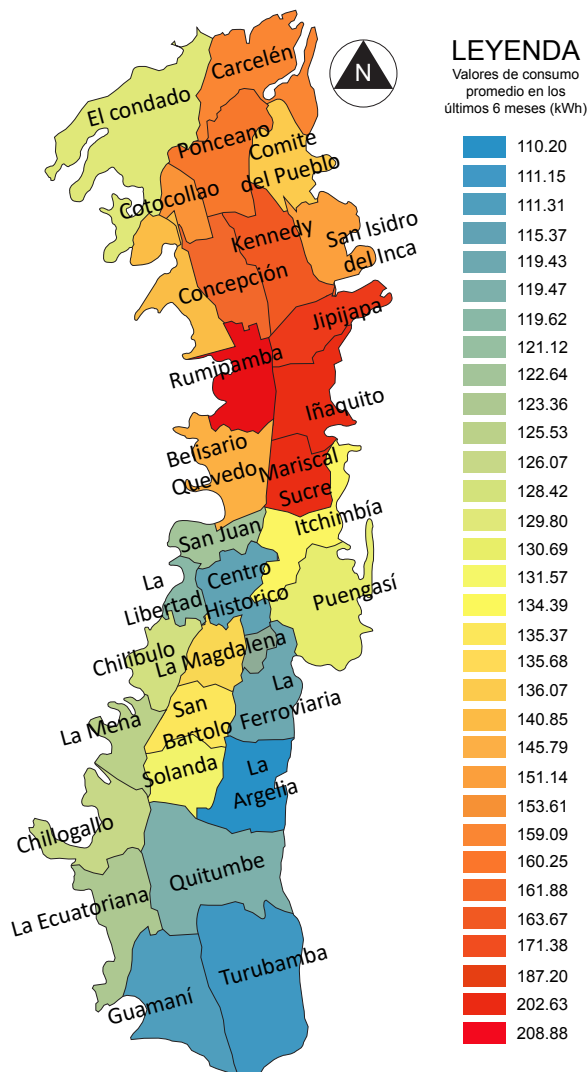 LEYENDA
Valores de consumo
promedio en los
últimos 6 meses (kWh)
110.20
111.15
111.31
115.37
119.43
119.47
119.62
121.12
122.64
123.36
125.53
126.07
128.42
129.80
130.69
131.57
134.39
135.37
135.68
136.07
140.85
145.79
151.14
153.61
159.09
160.25
161.88
163.67
171.38
187.20
202.63
208.88
N
Carcelén
El condado
Ponceano
Comite
del Pueblo
Cotocollao
Kennedy
San Isidro
del Inca
Concepción
Jipijapa
Rumipamba
Iñaquito
Belisario
Quevedo
Mariscal
Sucre
Itchimbía
San Juan
La
Libertad
Centro
Historico
Puengasí
Chilibulo
La Magdalena
La
Ferroviaria
La Mena
San
Bartolo
Solanda
La
Argelia
Chillogallo
Quitumbe
La Ecuatoriana
Turubamba
Guamaní